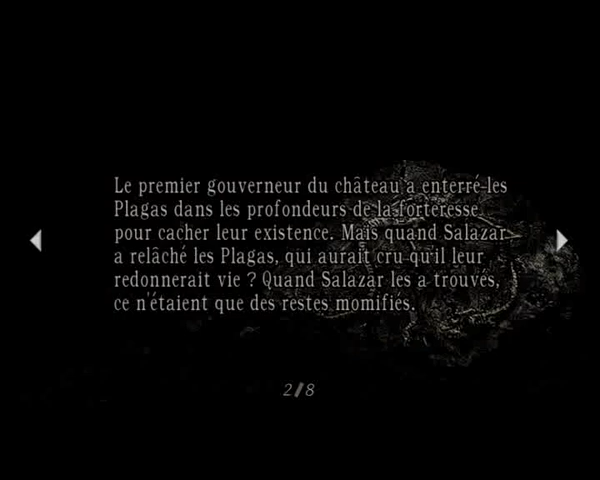 Le premier gouverneur du château a enterré les
Plagas dans les profondeurs de la forteresse
pour cacher leur existence. Mais quand Salazar
a relâché les Plagas, qui aurait cru qu'il leur
redonnerait vie ? Quand Salazar les a trouvés,
ce n'étaient que des restes momifiés.
2/8